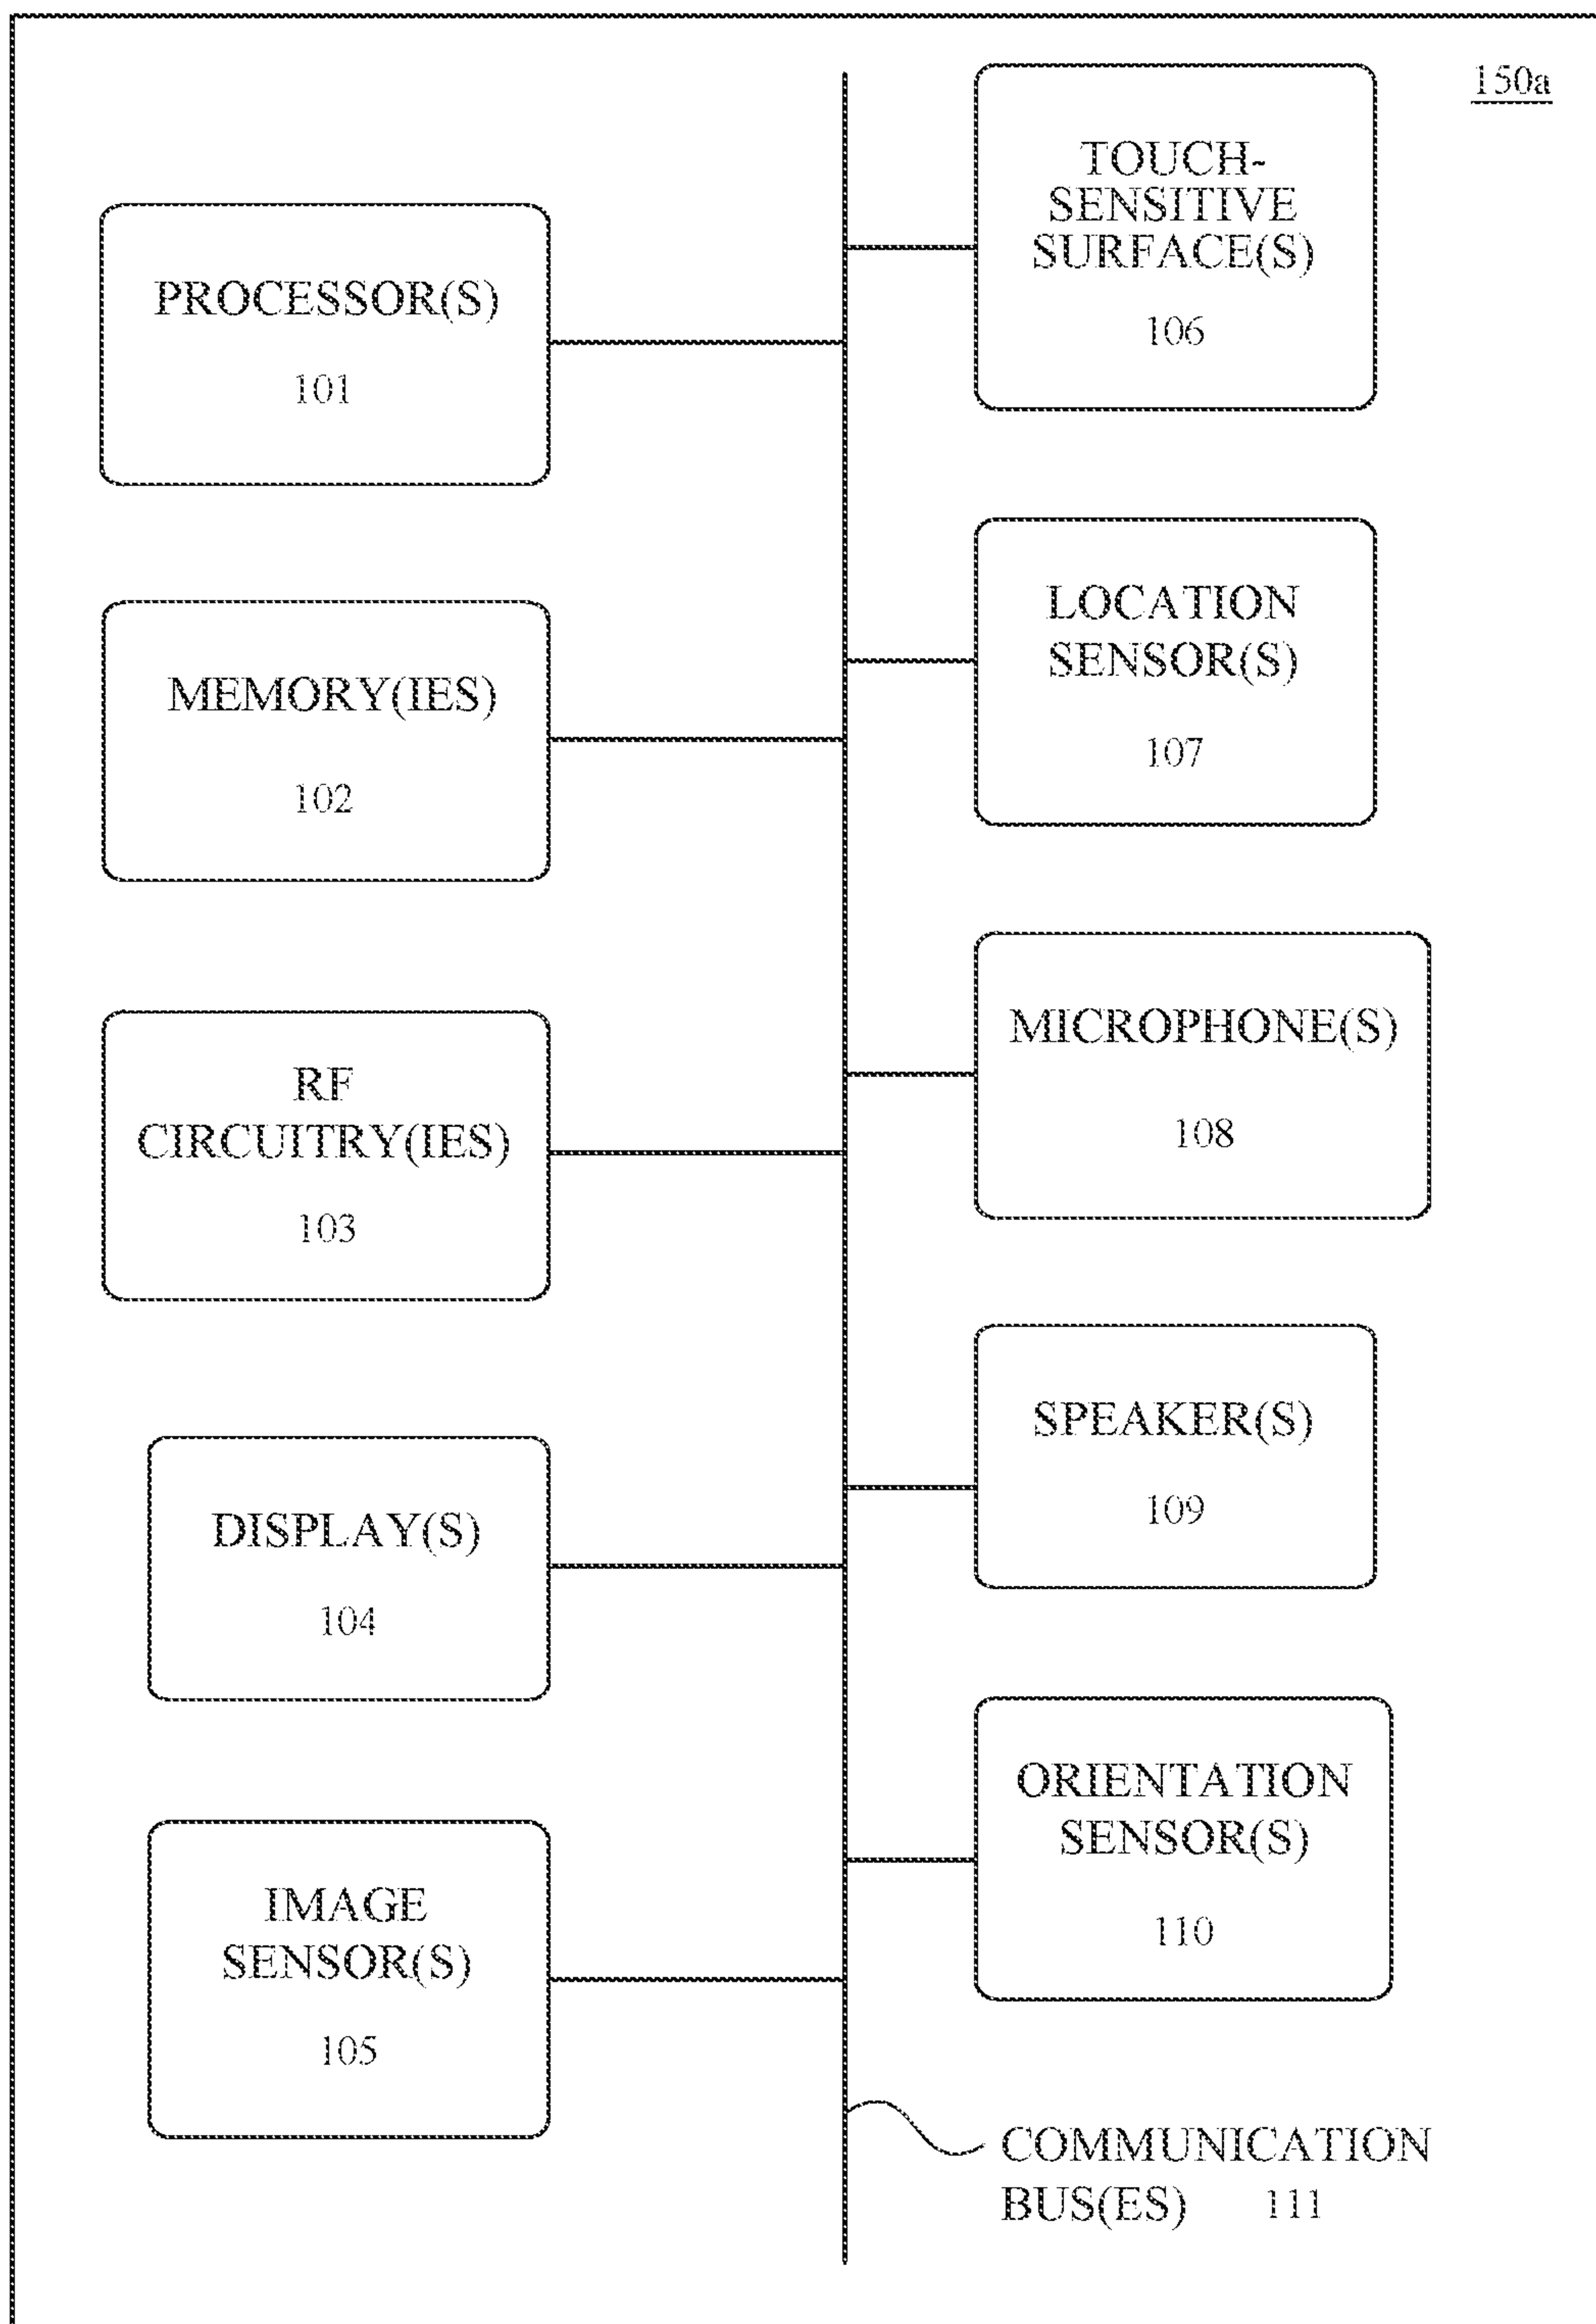 150a
PROCESSOR(S)
101
MEMORY(IES)
102
RF
CIRCUITRY(IES)
103
DISPLAY(S)
104
IMAGE
SENSOR(S)
105
TOUCH-
SENSITIVE
SURFACE(S)
106
LOCATION
SENSOR(S)
107
MICROPHONE(S)
108
SPEAKER(S)
109
ORIENTATION
SENSOR(S)
110
COMMUNICATION
BUS(ES) 111